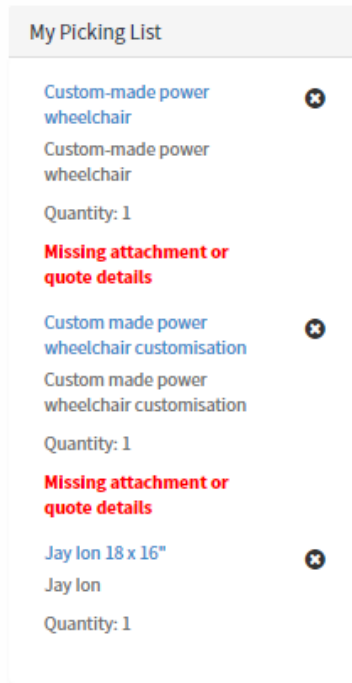 My Picking List
Custom-made power
wheelchair
Custom-made power
wheelchair
Quantity: 1
Missing attachment or
quote details
Custom made power
wheelchair customisation
Custom made power
wheelchair customisation
Quantity: 1
Missing attachment or
quote details
Jay Ion 18 x 16"
Jay Ion
Quantity: 1